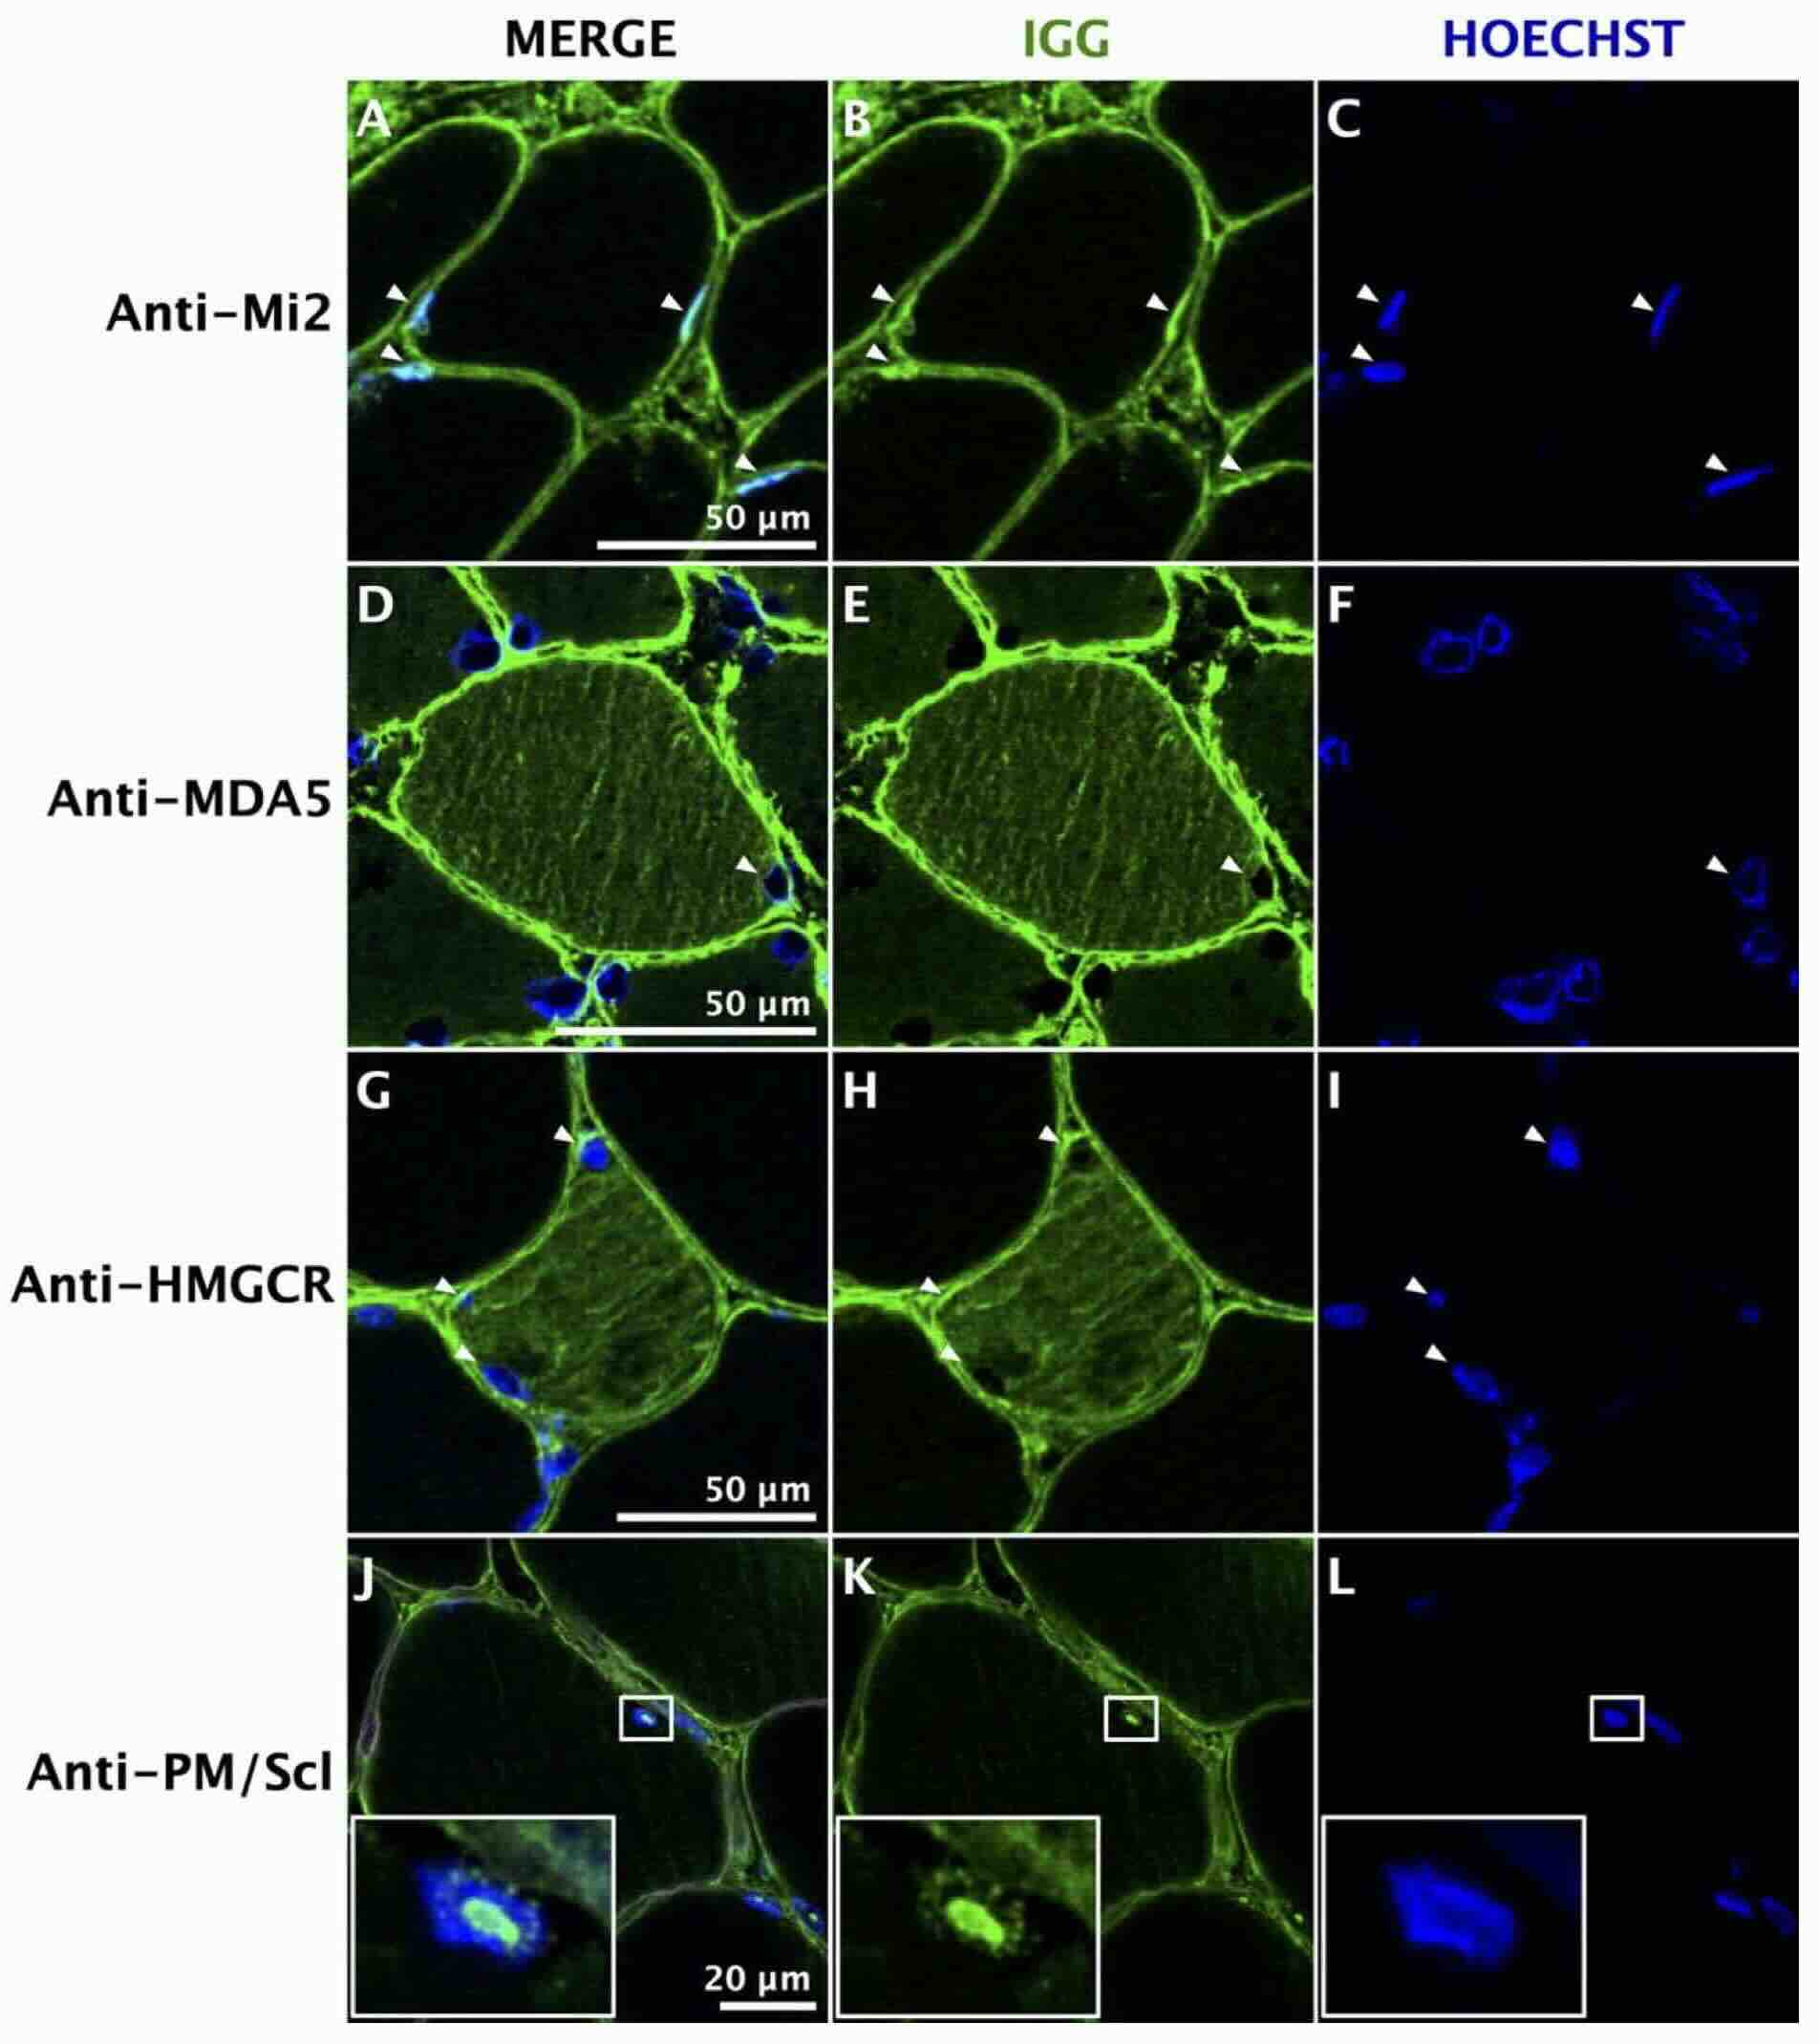 MERGE IGG HOECHST
A B C
Anti-Mi2
50 µm
D E F
Anti-MDA5
50 µm
G H I
Anti-HMGCR
50 µm
J K L
Anti-PM/Scl
20 µm